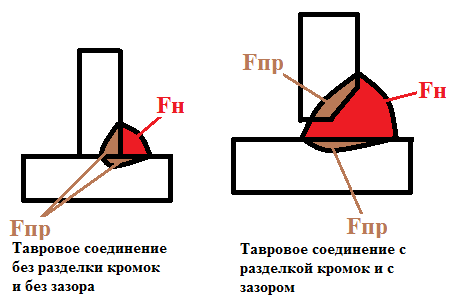 Fпр
Fн
Fн
Fпр
Fпр
Тавровое соединение
без разделки кромок
и без зазора
Тавровое соединение с
разделкой кромок и с
зазором